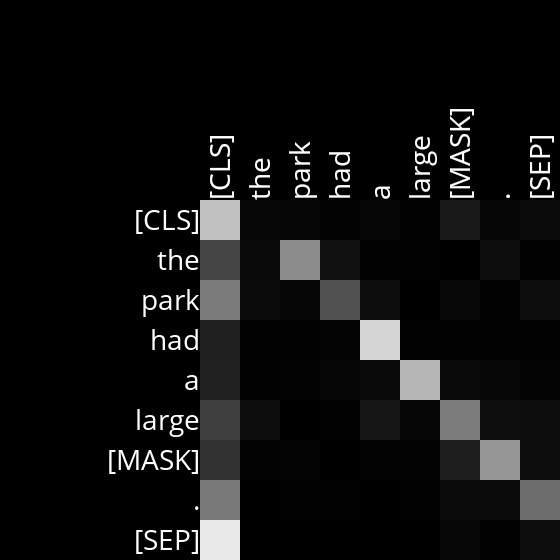 [CLS] the park had a large [MASK] . [SEP]
[CLS]
the
park
had
a
large
[MASK]
.
[SEP]